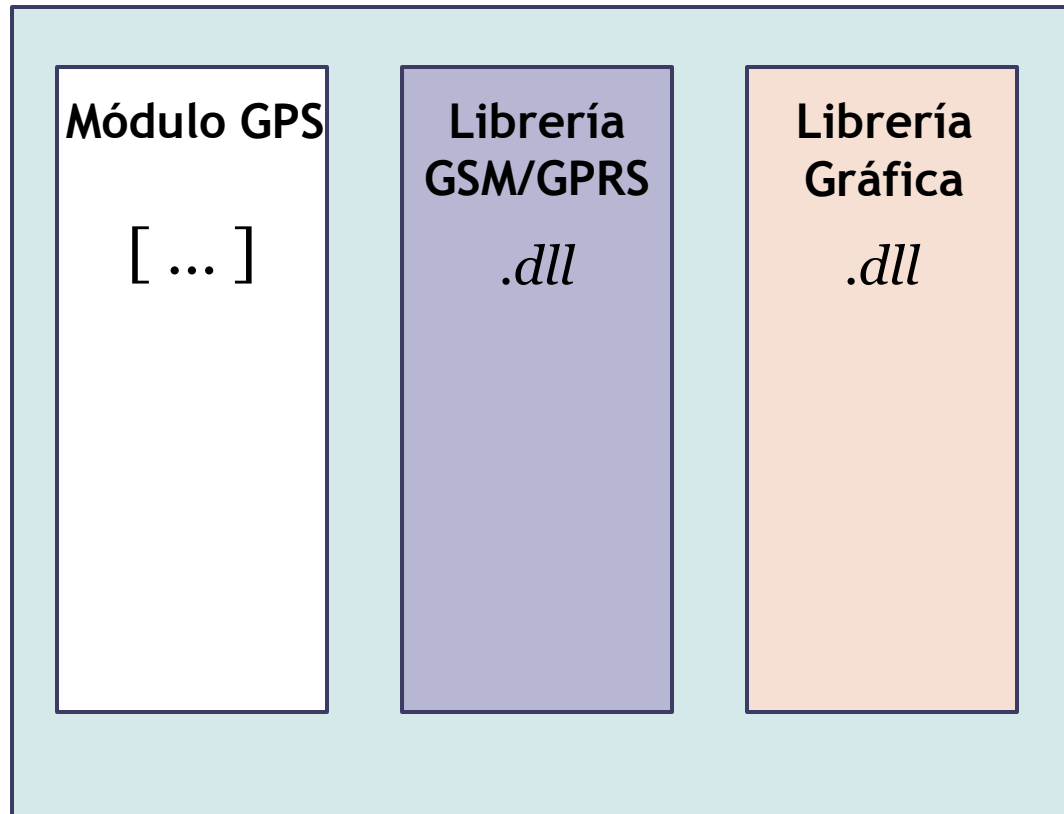 Módulo GPS
[ ... ]
Librería
GSM/GPRS
.dll
Librería
Gráfica
.dll